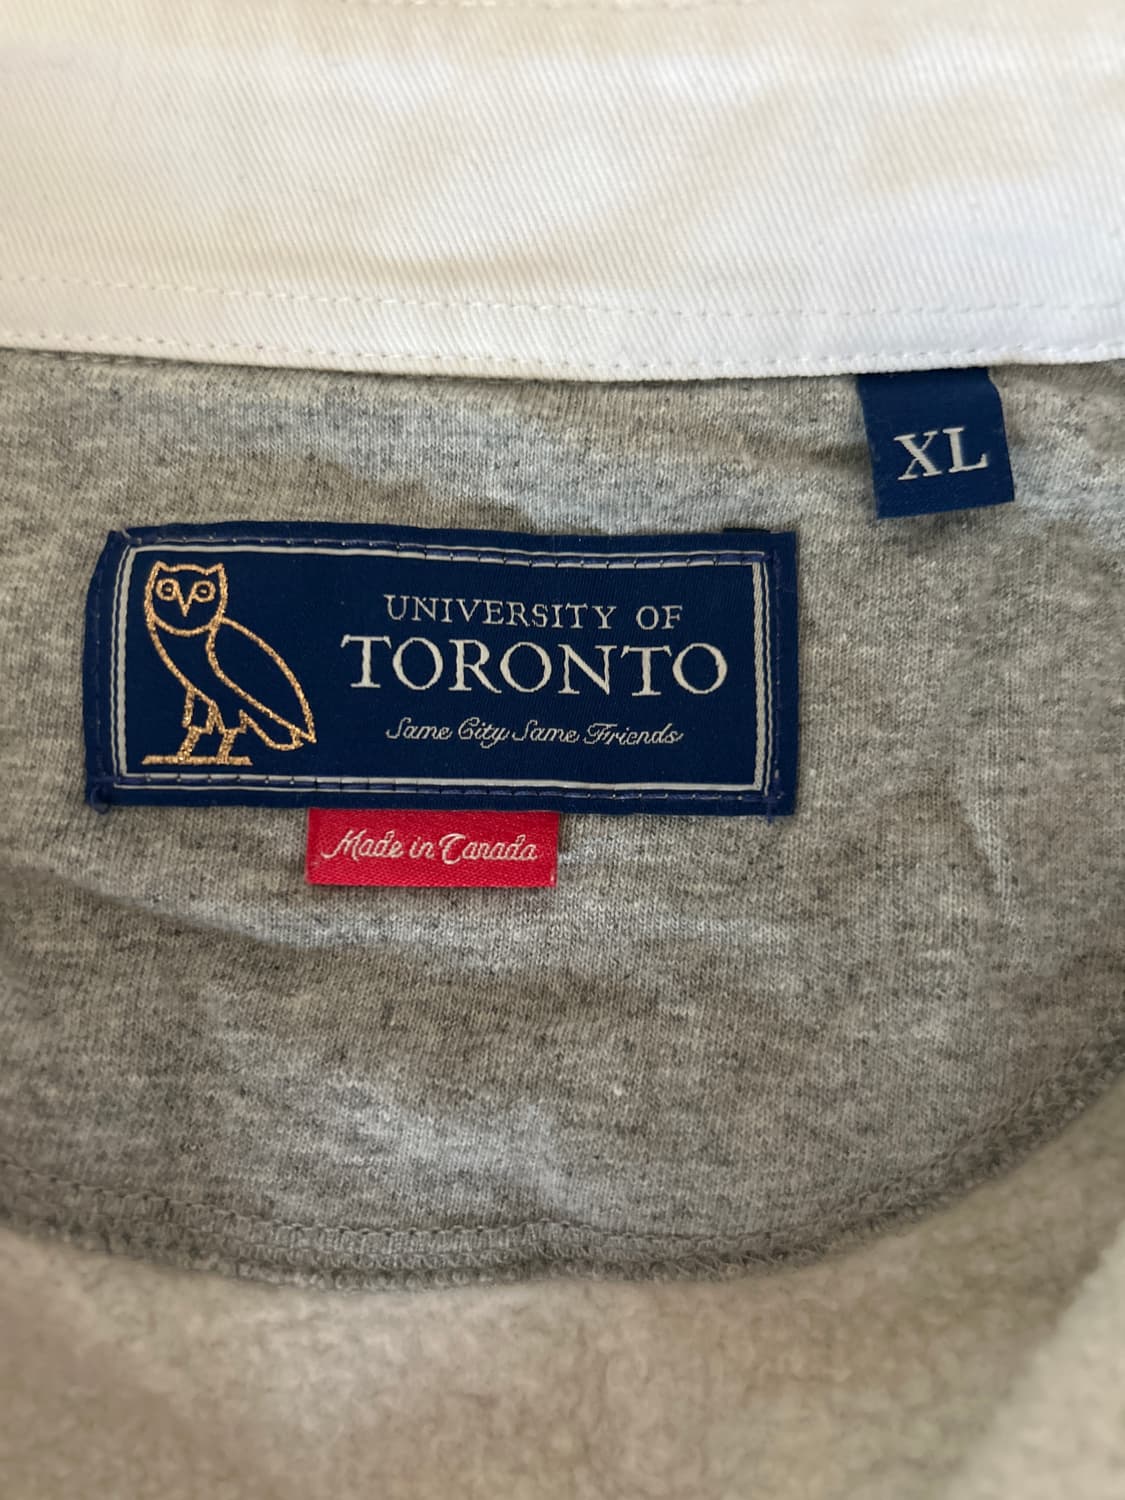 XL
UNIVERSITY OF
TORONTO
Same City Same Friends
Made in Canada